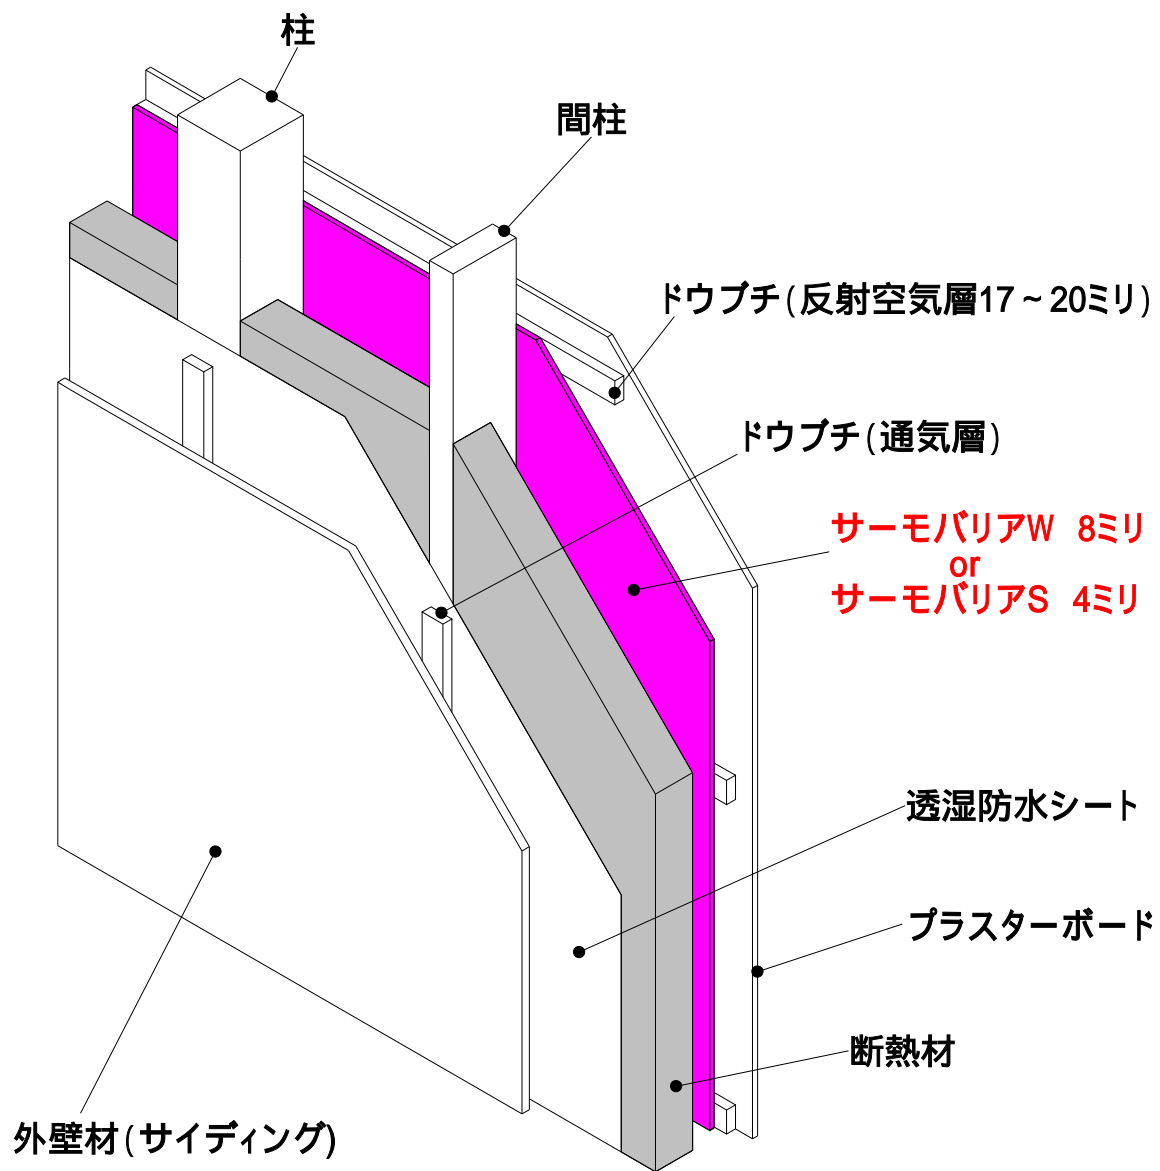 柱
間柱
ドウブチ(反射空気層17~20ミリ)
ドウブチ(通気層)
サーモバリアW 8ミリ
or
サーモバリアS 4ミリ
透湿防水シート
プラスターボード
断熱材
外壁材(サイディング)